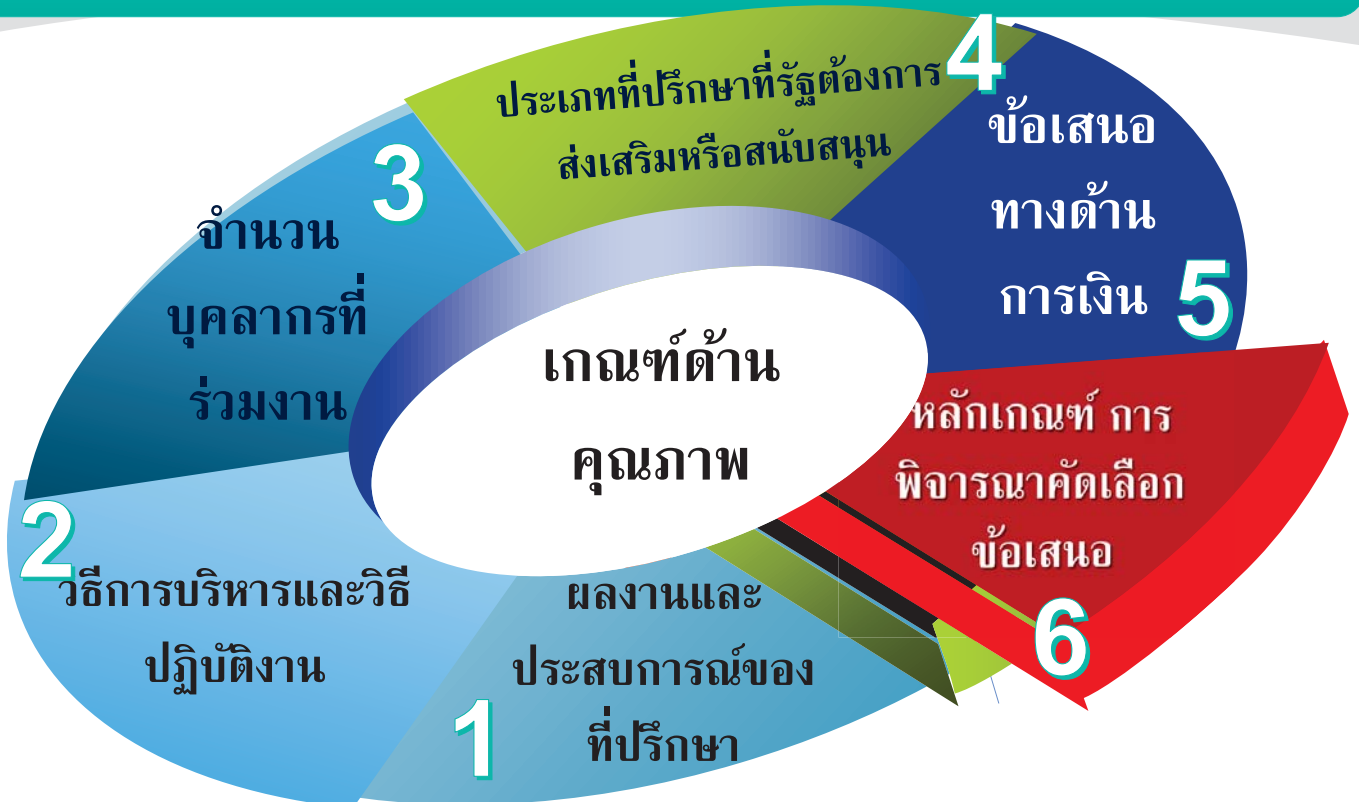 เกณฑ์ด้าน
คุณภาพ
1
ผลงานและ
ประสบการณ์ของ
ที่ปรึกษา
2
วิธีการบริหารและวิธี
ปฏิบัติงาน
3
จำนวน
บุคลากรที่
ร่วมงาน
4
ประเภทที่ปรึกษาที่รัฐต้องการ
ส่งเสริมหรือสนับสนุน
5
ข้อเสนอ
ทางด้าน
การเงิน
6
หลักเกณฑ์ การ
พิจารณาคัดเลือก
ข้อเสนอ